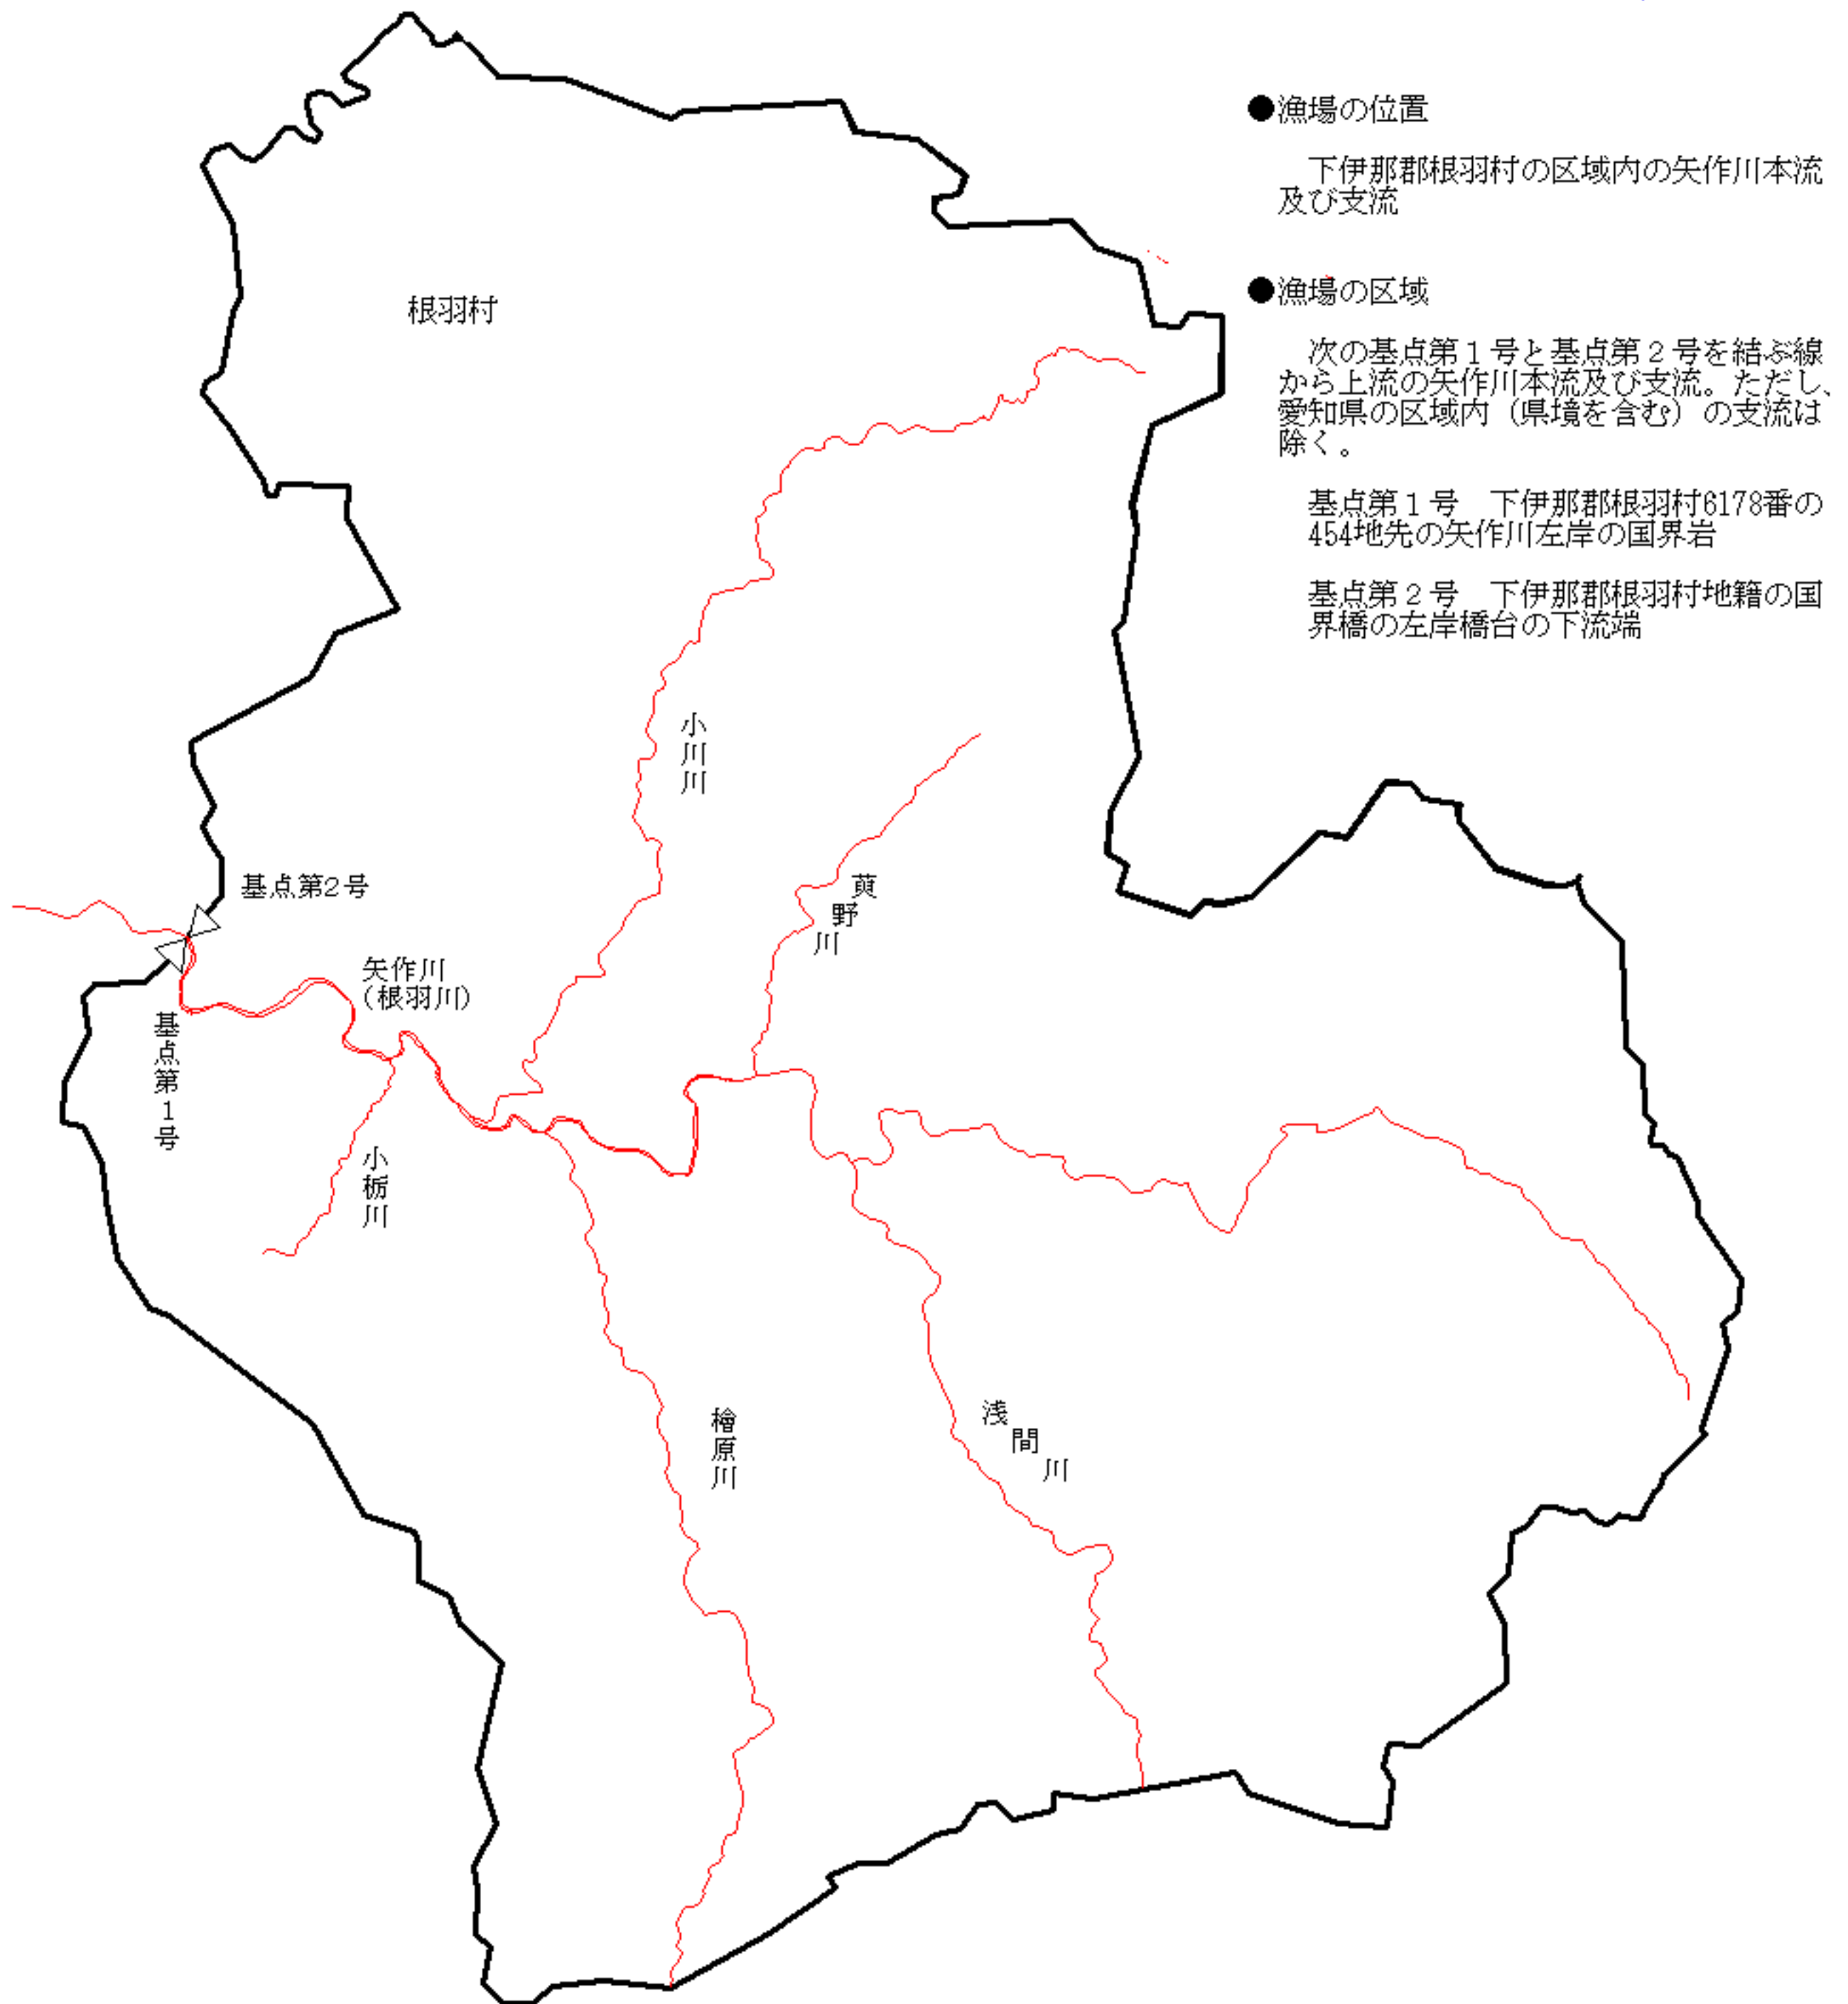 ●漁場の位置
下伊那郡根羽村の区域内の矢作川本流
及び支流
●漁場の区域
次の基点第1号と基点第2号を結ぶ線
から上流の矢作川本流及び支流。ただし、
愛知県の区域内（県境を含む）の支流は
除く。
基点第1号　下伊那郡根羽村6178番の
454地先の矢作川左岸の国界岩
基点第2号　下伊那郡根羽村地籍の国
界橋の左岸橋台の下流端
根羽村
小川川
基点第2号
萸野川
矢作川
（根羽川）
基点第1号
小栃川
檜原川
浅間川